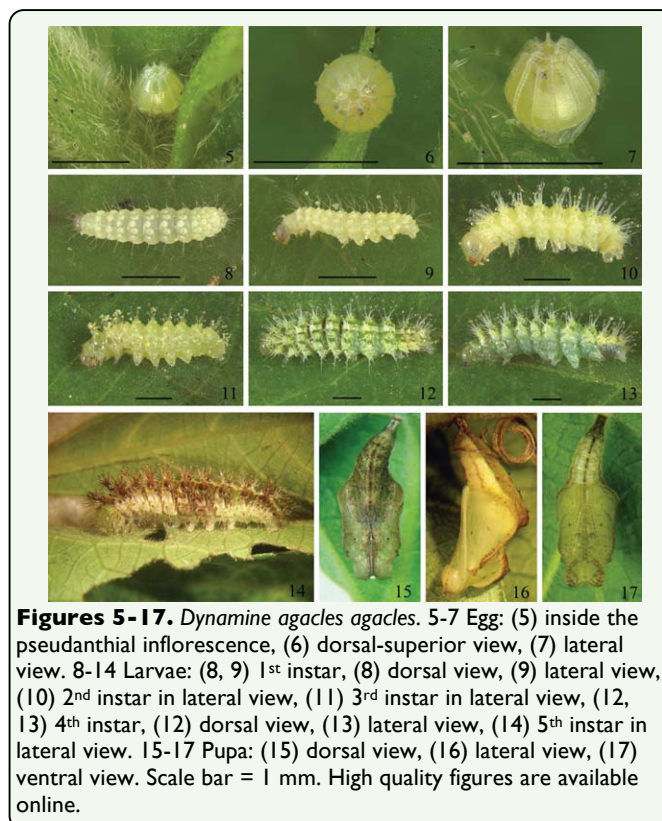 5 6 7
8 9 10
11 12 13
14 15 16 17
Figures 5-17. Dynamine agacles agacles. 5-7 Egg: (5) inside the
pseudanthial inflorescence, (6) dorsal-superior view, (7) lateral
view. 8-14 Larvae: (8, 9) 1st instar, (8) dorsal view, (9) lateral view,
(10) 2nd instar in lateral view, (11) 3rd instar in lateral view, (12,
13) 4th instar, (12) dorsal view, (13) lateral view, (14) 5th instar in
lateral view. 15-17 Pupa: (15) dorsal view, (16) lateral view, (17)
ventral view. Scale bar = 1 mm. High quality figures are available
online.